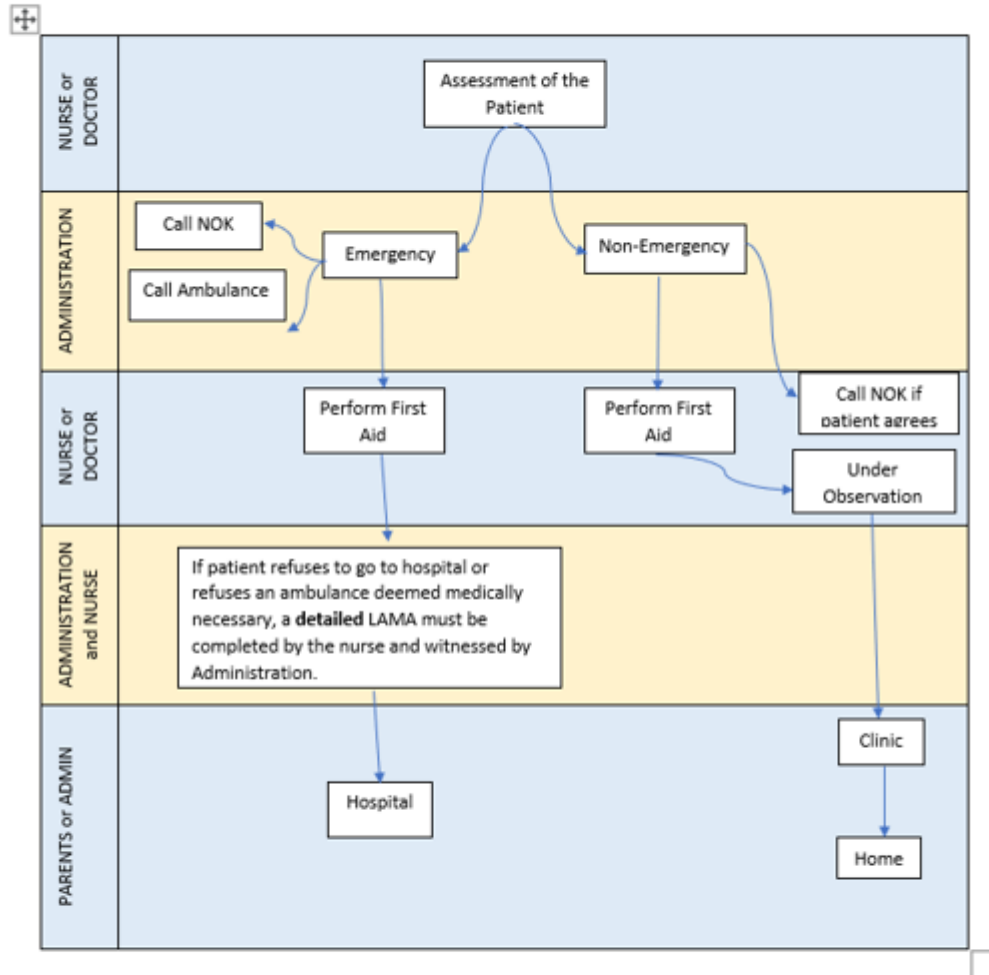 NURSE or
DOCTOR
Assessment of the
Patient
ADMINISTRATION
Call NOK
Emergency
Non-Emergency
Call Ambulance
NURSE or
DOCTOR
Perform First
Aid
Perform First
Aid
Call NOK if
patient agrees
Under
Observation
ADMINISTRATION
and NURSE
If patient refuses to go to hospital or
refuses an ambulance deemed medically
necessary, a detailed LAMA must be
completed by the nurse and witnessed by
Administration.
PARENTS or ADMIN
Clinic
Hospital
Home